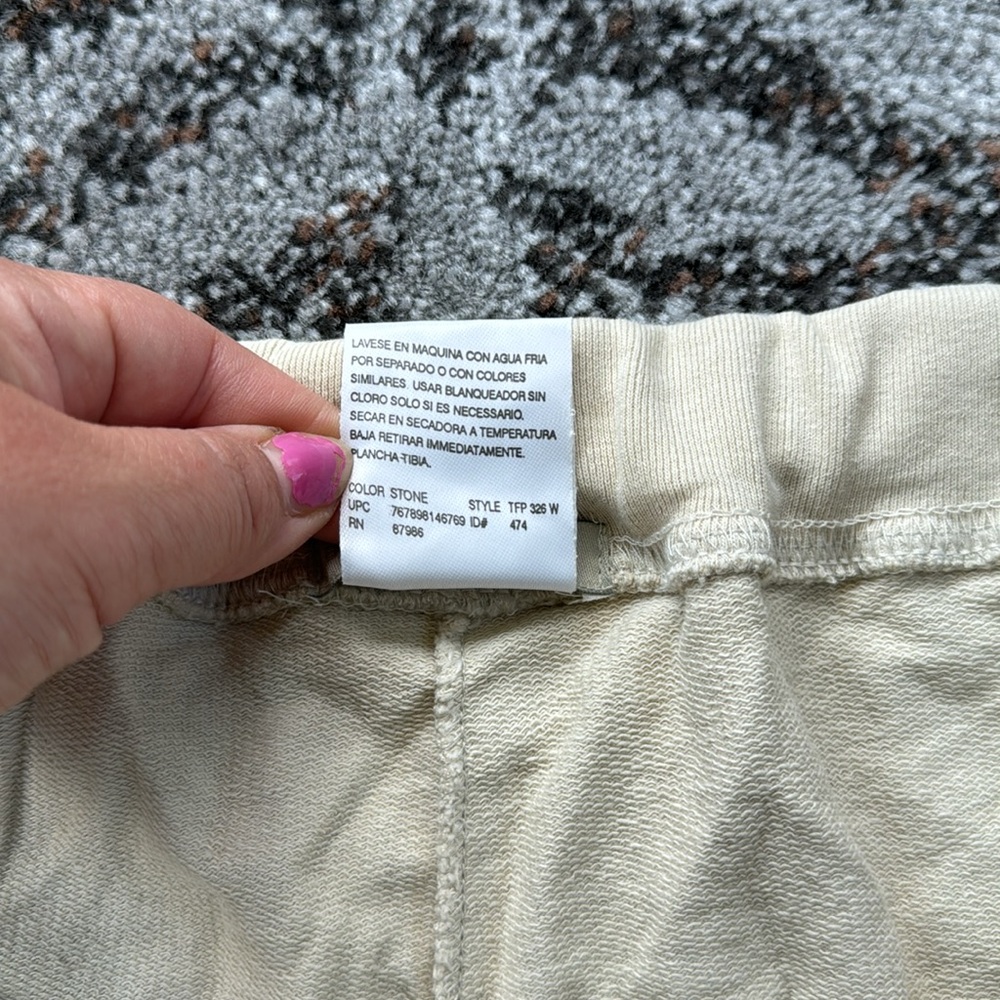 LAVESE EN MAQUINA CON AGUA FRIA
POR SEPARADO O CON COLORES
SIMILARES. USAR BLANQUEADOR SIN
CLORO SOLO SI ES NECESSARIO.
SECAR EN SECADORA A TEMPERATURA
BAJA RETIRAR IMMEDIATAMENTE.
PLANCHA TIBIA.
COLOR STONE STYLE TFP 326 W
UPC 767898146769 ID# 474
RN 67986